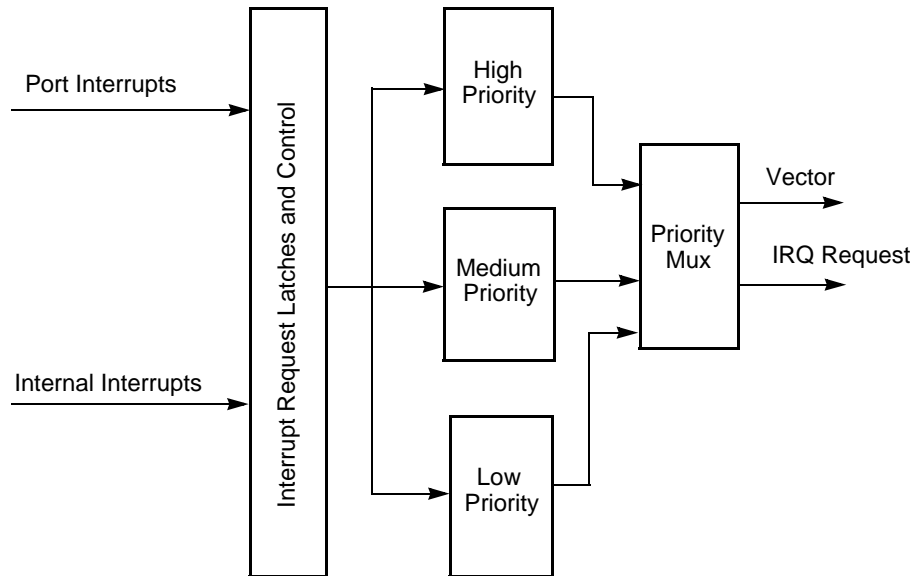 Port Interrupts
Internal Interrupts
Interrupt Request Latches and Control
High
Priority
Medium
Priority
Low
Priority
Priority
Mux
Vector
IRQ Request